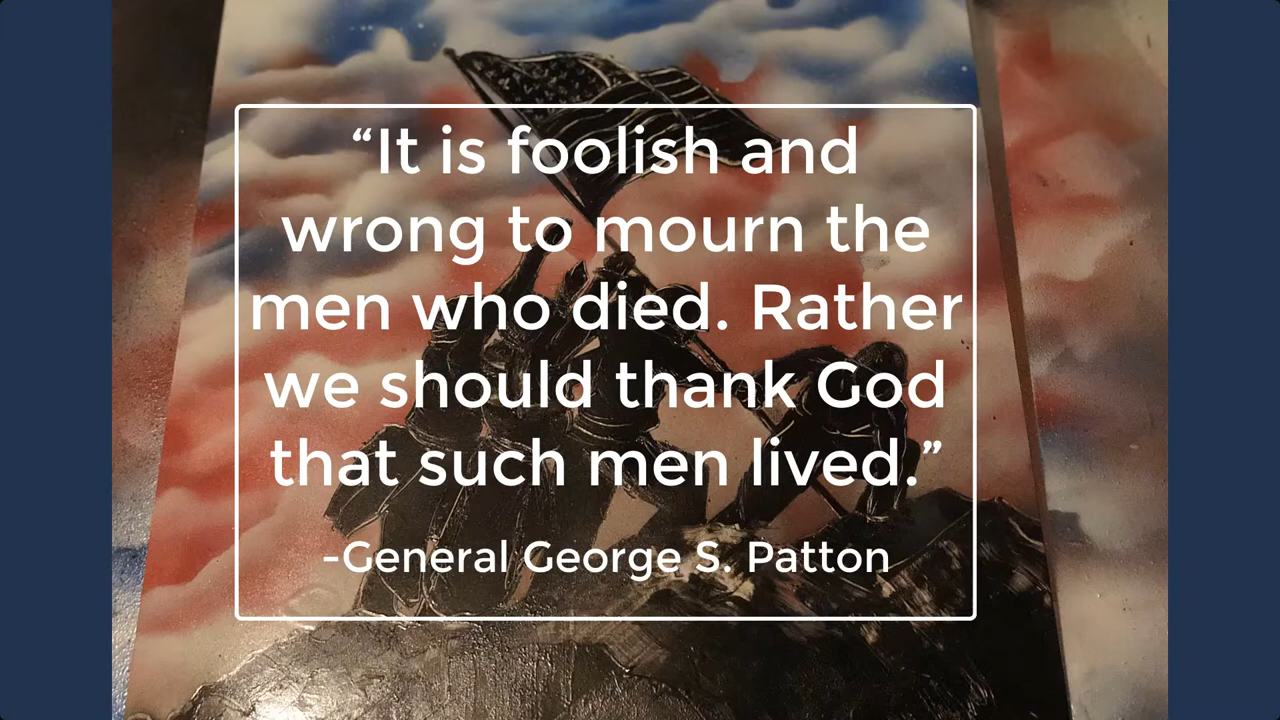 “It is foolish and
wrong to mourn the
men who died. Rather
we should thank God
that such men lived.”
-General George S. Patton